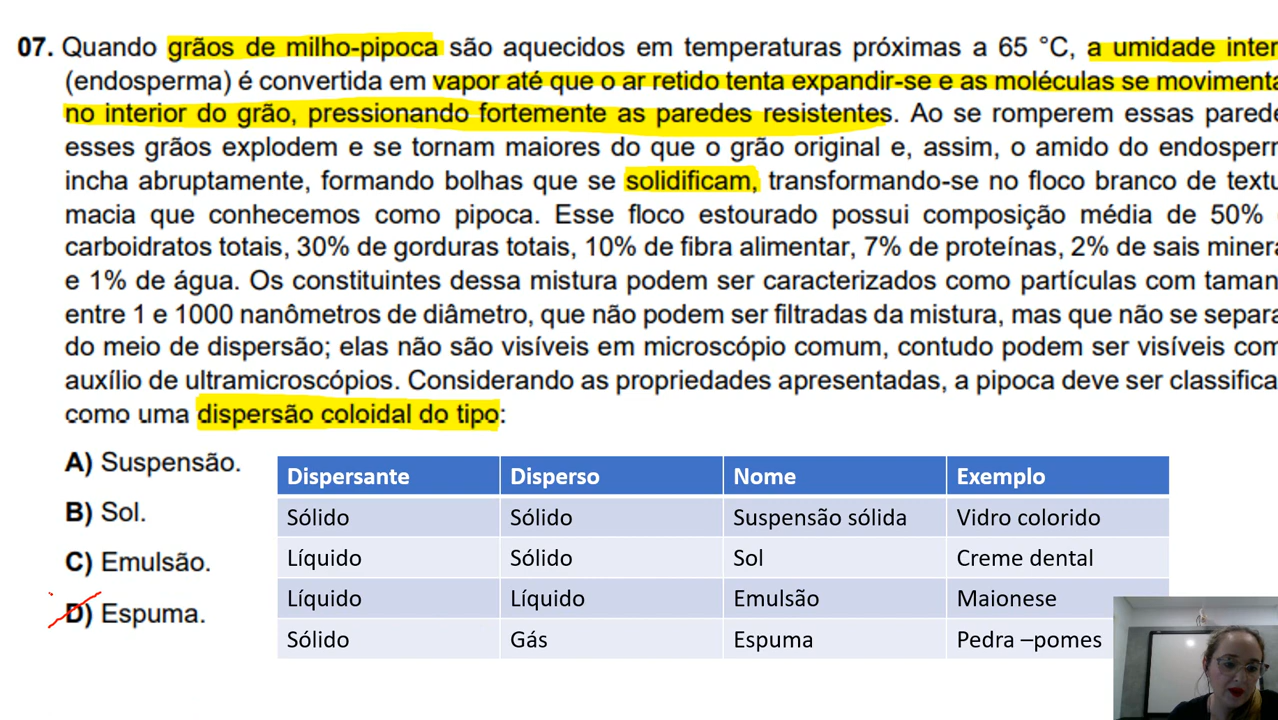 07. Quando grãos de milho-pipoca são aquecidos em temperaturas próximas a 65 °C, a umidade inter
(endosperma) é convertida em vapor até que o ar retido tenta expandir-se e as moléculas se movimenta
no interior do grão, pressionando fortemente as paredes resistentes. Ao se romperem essas parede
esses grãos explodem e se tornam maiores do que o grão original e, assim, o amido do endosperm
incha abruptamente, formando bolhas que se solidificam, transformando-se no floco branco de textu
macia que conhecemos como pipoca. Esse floco estourado possui composição média de 50%
carboidratos totais, 30% de gorduras totais, 10% de fibra alimentar, 7% de proteínas, 2% de sais minera
e 1% de água. Os constituintes dessa mistura podem ser caracterizados como partículas com taman
entre 1 e 1000 nanômetros de diâmetro, que não podem ser filtradas da mistura, mas que não se separa
do meio de dispersão; elas não são visíveis em microscópio comum, contudo podem ser visíveis com
auxílio de ultramicroscópios. Considerando as propriedades apresentadas, a pipoca deve ser classifica
como uma dispersão coloidal do tipo:
A) Suspensão.
B) Sol.
C) Emulsão.
D) Espuma.
Dispersante Disperso Nome Exemplo
Sólido Sólido Suspensão sólida Vidro colorido
Líquido Sólido Sol Creme dental
Líquido Líquido Emulsão Maionese
Sólido Gás Espuma Pedra –pomes